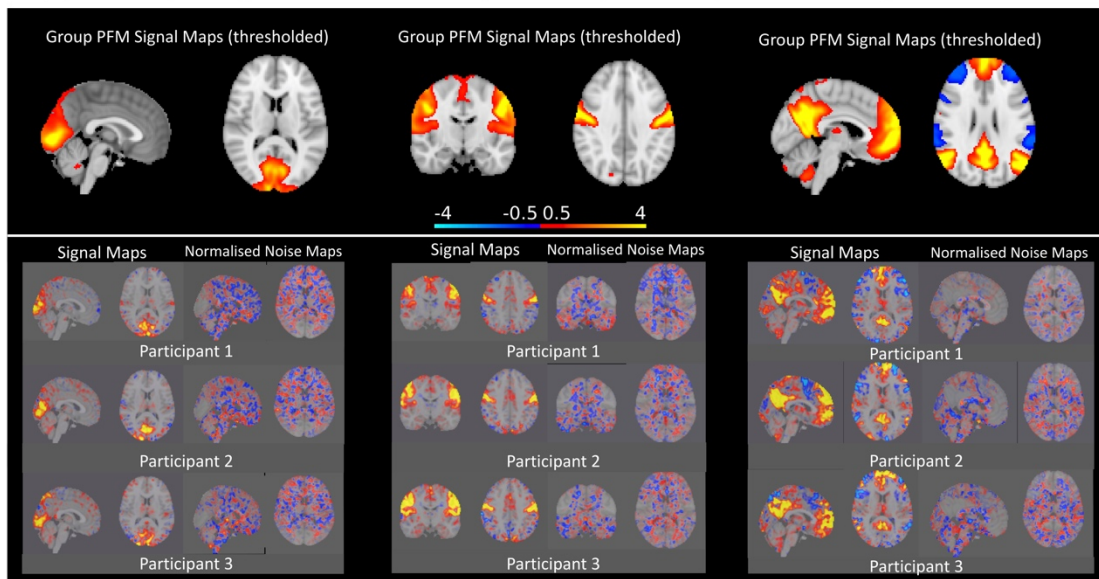 Group PFM Signal Maps (thresholded)
Group PFM Signal Maps (thresholded)
Group PFM Signal Maps (thresholded)
-4 -0.5 0.5 4
Signal Maps Normalised Noise Maps
Participant 1
Participant 2
Participant 3
Signal Maps Normalised Noise Maps
Participant 1
Participant 2
Participant 3
Signal Maps Normalised Noise Maps
Participant 1
Participant 2
Participant 3